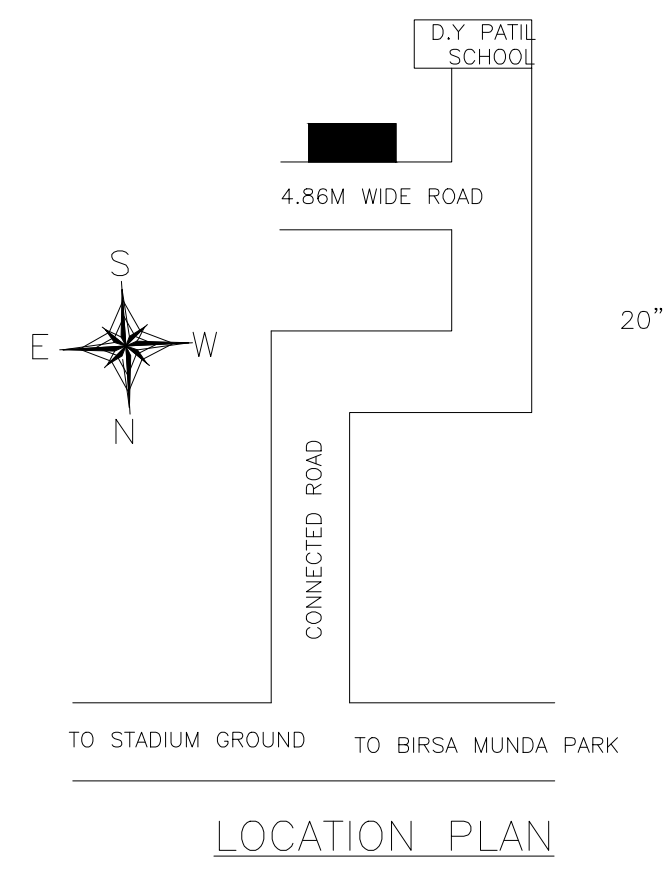 D.Y PATIL
SCHOOL
4.86M WIDE ROAD
S
E
W
N
20”
CONNECTED ROAD
TO STADIUM GROUND
TO BIRSA MUNDA PARK
LOCATION PLAN